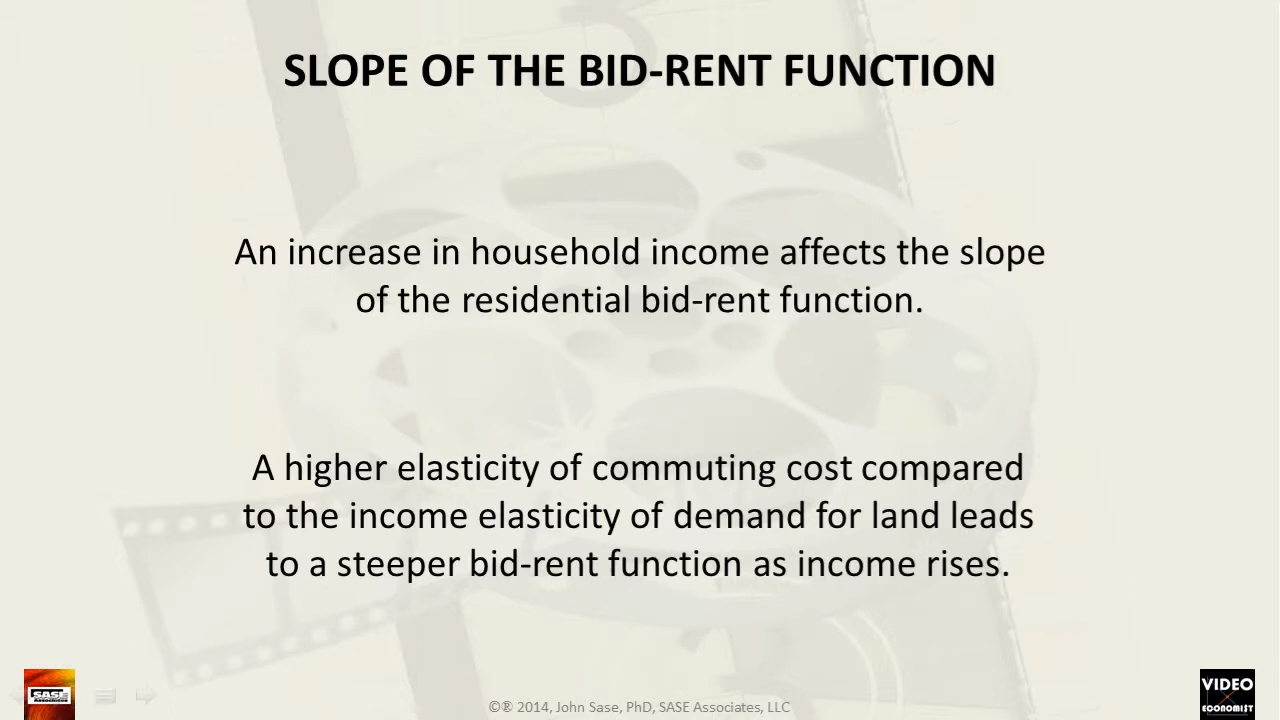 SLOPE OF THE BID-RENT FUNCTION
An increase in household income affects the slope
of the residential bid-rent function.
A higher elasticity of commuting cost compared
to the income elasticity of demand for land leads
to a steeper bid-rent function as income rises.
SASE
Associates
©® 2014, John Sase, PhD, SASE Associates, LLC
VIDEO
ECONOMIST